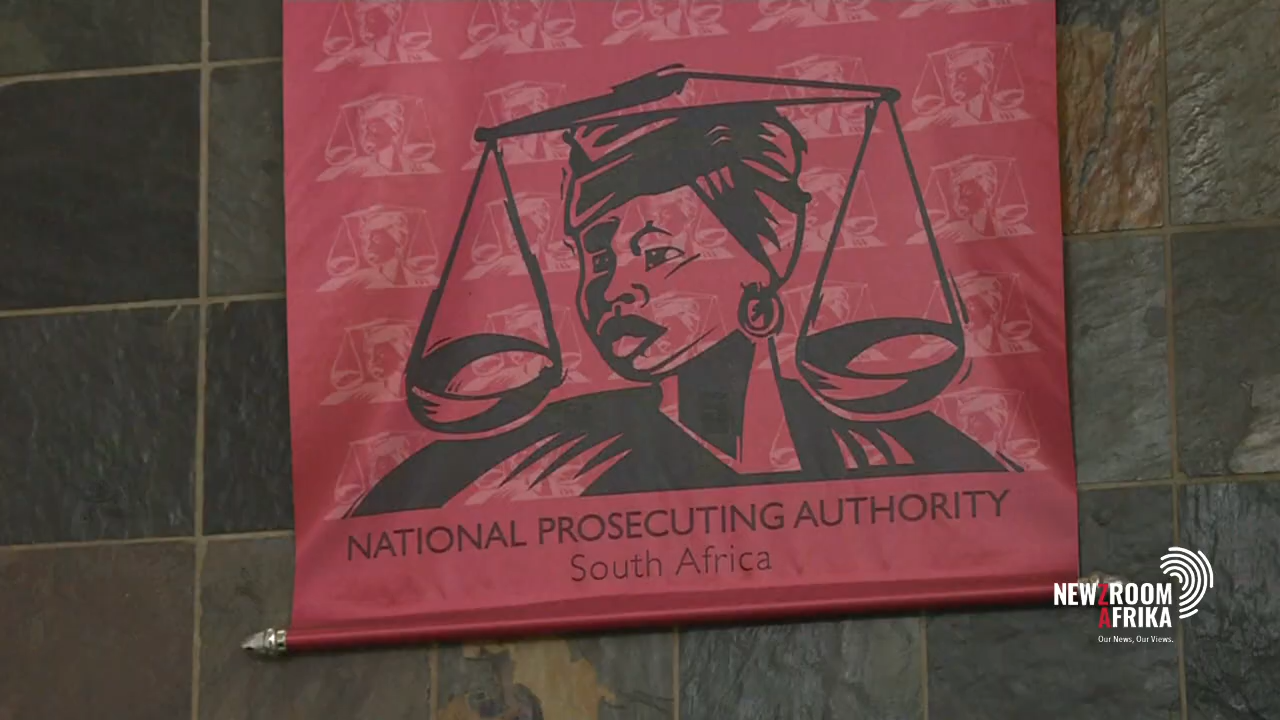 NATIONAL PROSECUTING AUTHORITY
South Africa
NEWZROOM
AFRIKA
Our News, Our Views.